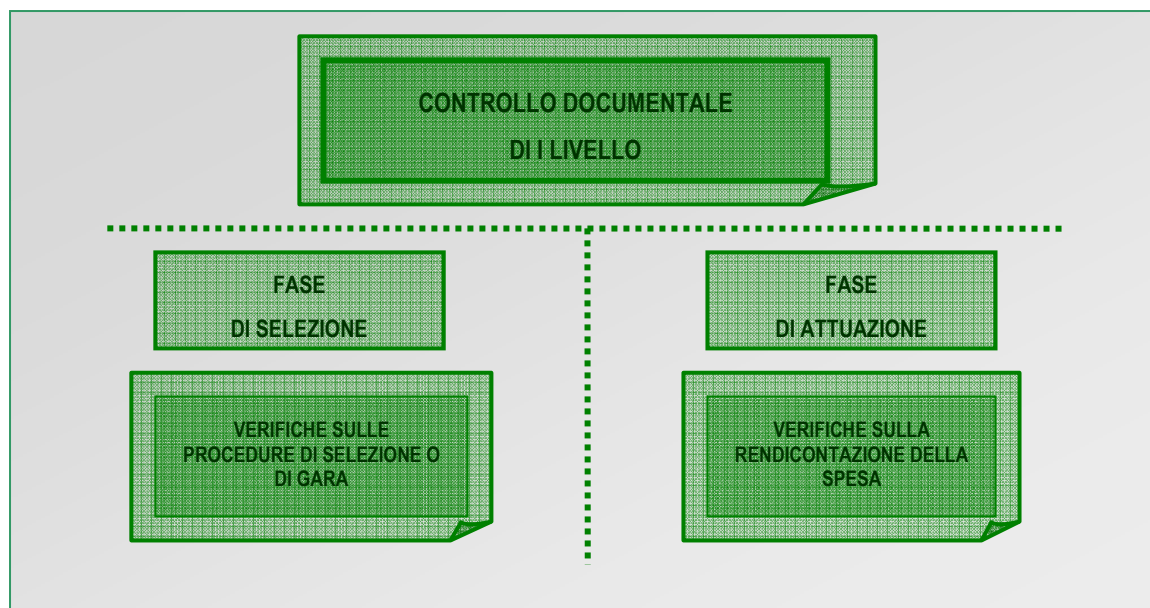 CONTROLLO DOCUMENTALE
DI I LIVELLO
FASE
DI SELEZIONE
VERIFICHE SULLE
PROCEDURE DI SELEZIONE O
DI GARA
FASE
DI ATTUAZIONE
VERIFICHE SULLA
RENDICONTAZIONE DELLA
SPESA